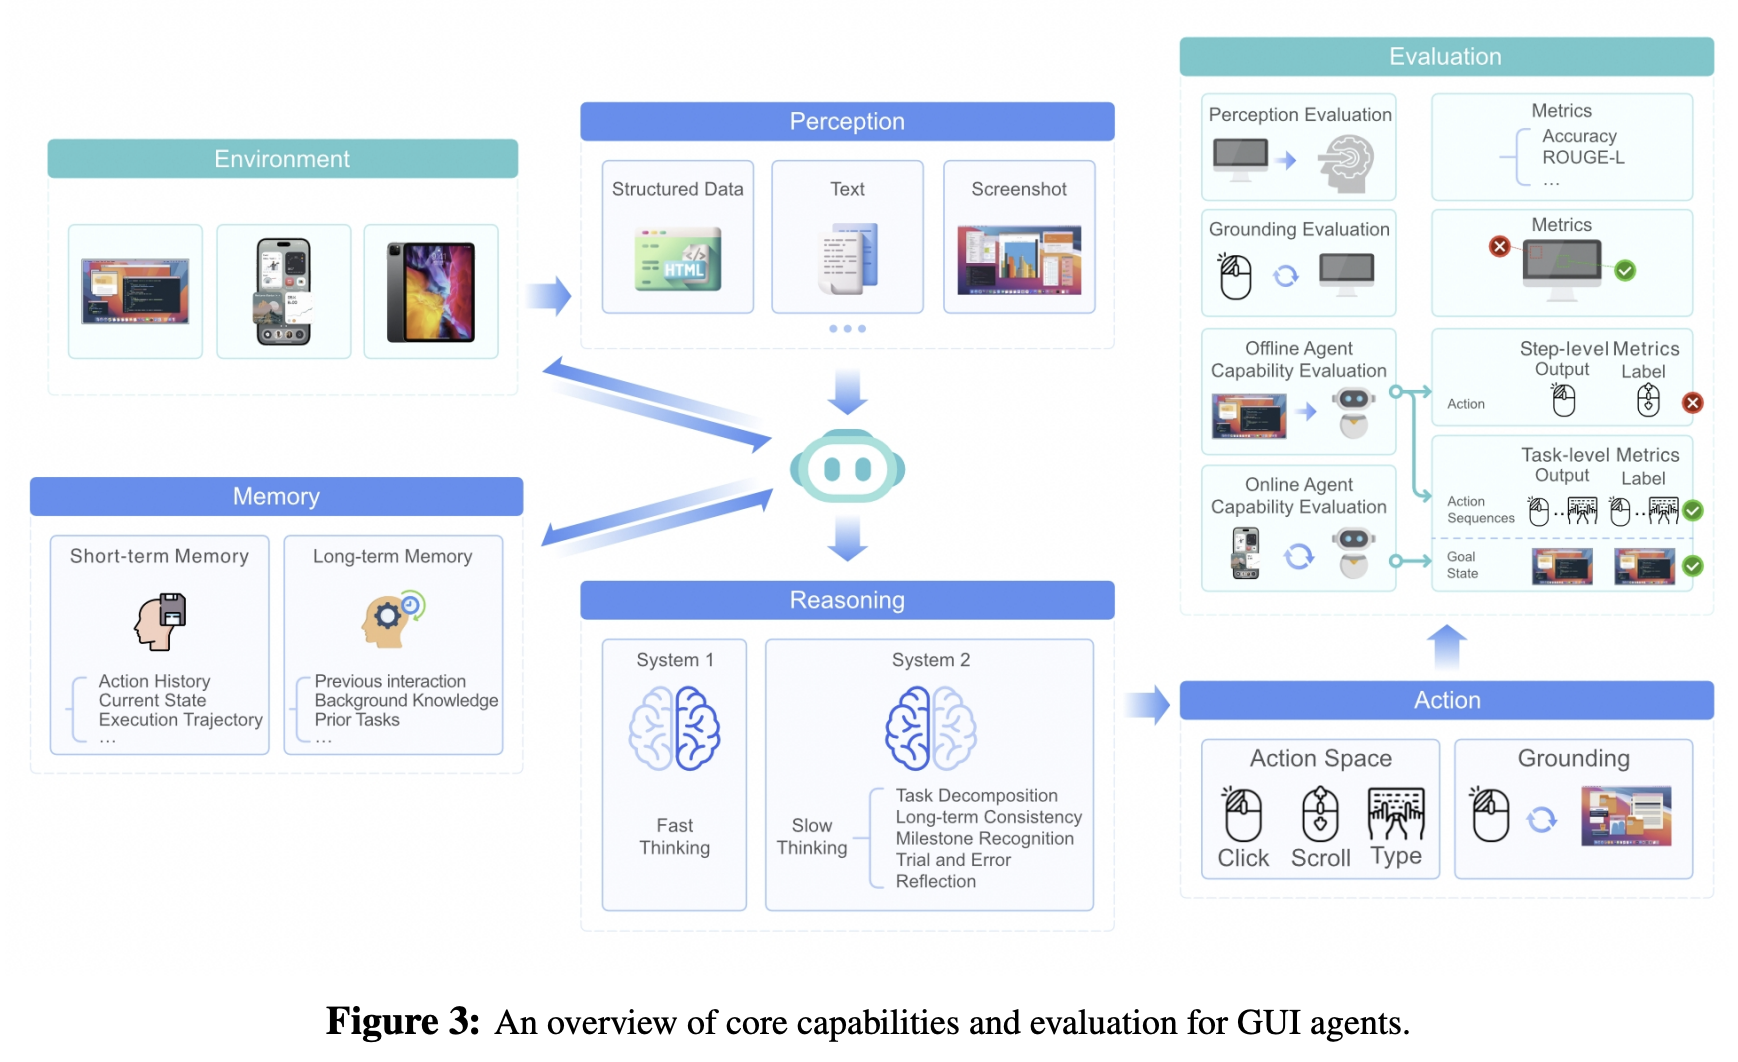 Environment
Perception
Structured Data
HTML
Text
Screenshot
Memory
Short-term Memory
Action History
Current State
Execution Trajectory
...
Long-term Memory
Previous interaction
Background Knowledge
Prior Tasks
...
Reasoning
System 1
Fast
Thinking
System 2
Slow
Thinking
Task Decomposition
Long-term Consistency
Milestone Recognition
Trial and Error
Reflection
Evaluation
Perception Evaluation
Metrics
Accuracy
ROUGE-L
...
Grounding Evaluation
Metrics
Offline Agent
Capability Evaluation
Step-level Metrics
Output Label
Action
Task-level Metrics
Output Label
Action
Sequences
Online Agent
Capability Evaluation
Goal
State
Action
Action Space
Click Scroll Type
Grounding
Figure 3: An overview of core capabilities and evaluation for GUI agents.